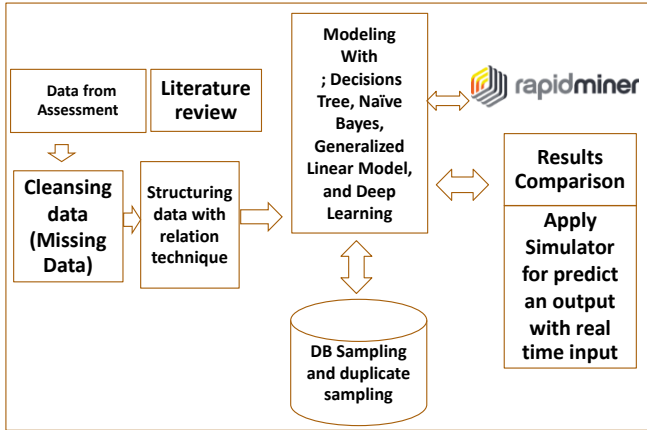 Data from
Assessment
Literature
review
Cleansing
data
(Missing
Data)
Structuring
data with
relation
technique
Modeling
With
; Decisions
Tree, Naïve
Bayes,
Generalized
Linear Model,
and Deep
Learning
rapidminer
Results
Comparison
Apply
Simulator
for predict
an output
with real
time input
DB Sampling
and duplicate
sampling